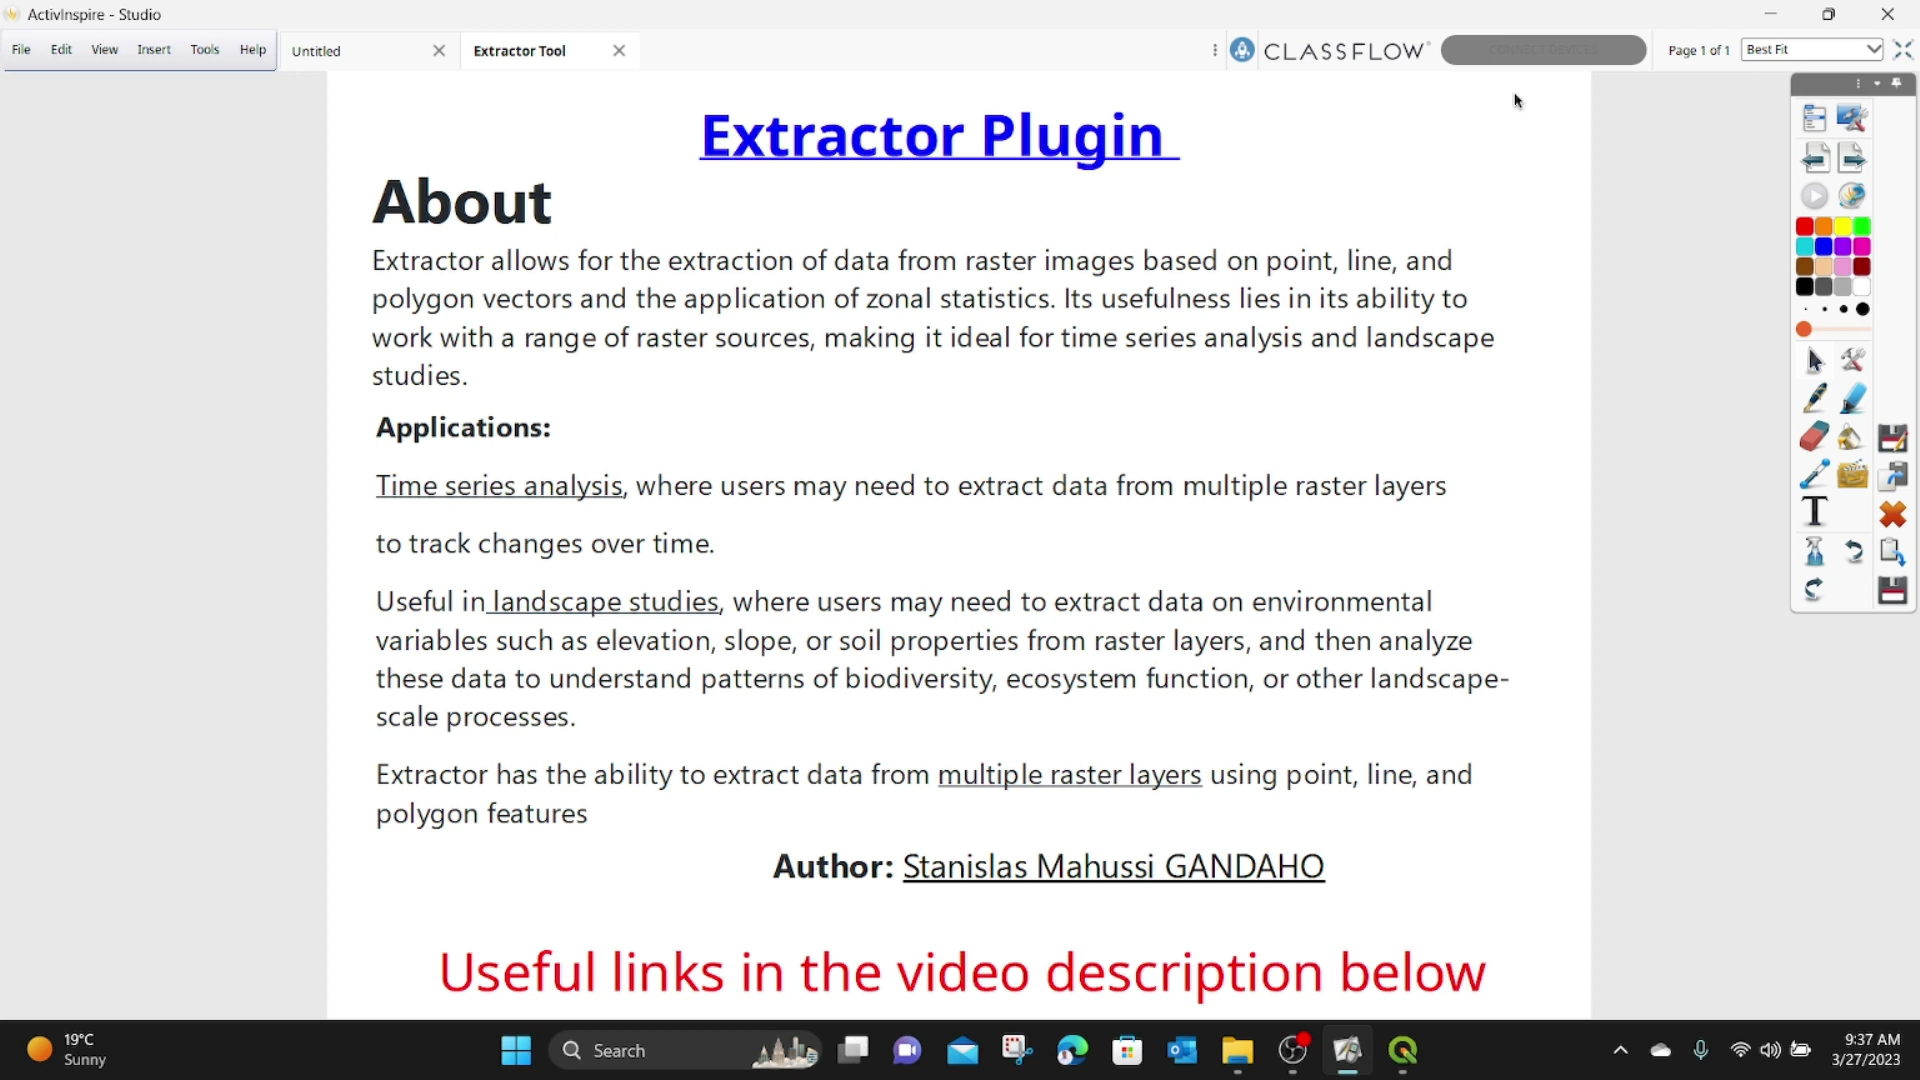 ActivInspire - Studio
File Edit View Insert Tools Help
Untitled
Extractor Tool
CLASSFLOW
CONNECT DEVICES
Page 1 of 1
Best Fit
Extractor Plugin
About
Extractor allows for the extraction of data from raster images based on point, line, and
polygon vectors and the application of zonal statistics. Its usefulness lies in its ability to
work with a range of raster sources, making it ideal for time series analysis and landscape
studies.
Applications:
Time series analysis, where users may need to extract data from multiple raster layers
to track changes over time.
Useful in landscape studies, where users may need to extract data on environmental
variables such as elevation, slope, or soil properties from raster layers, and then analyze
these data to understand patterns of biodiversity, ecosystem function, or other landscape-
scale processes.
Extractor has the ability to extract data from multiple raster layers using point, line, and
polygon features
Author: Stanislas Mahussi GANDAHO
Useful links in the video description below
19°C
Sunny
Search
9:37 AM
3/27/2023